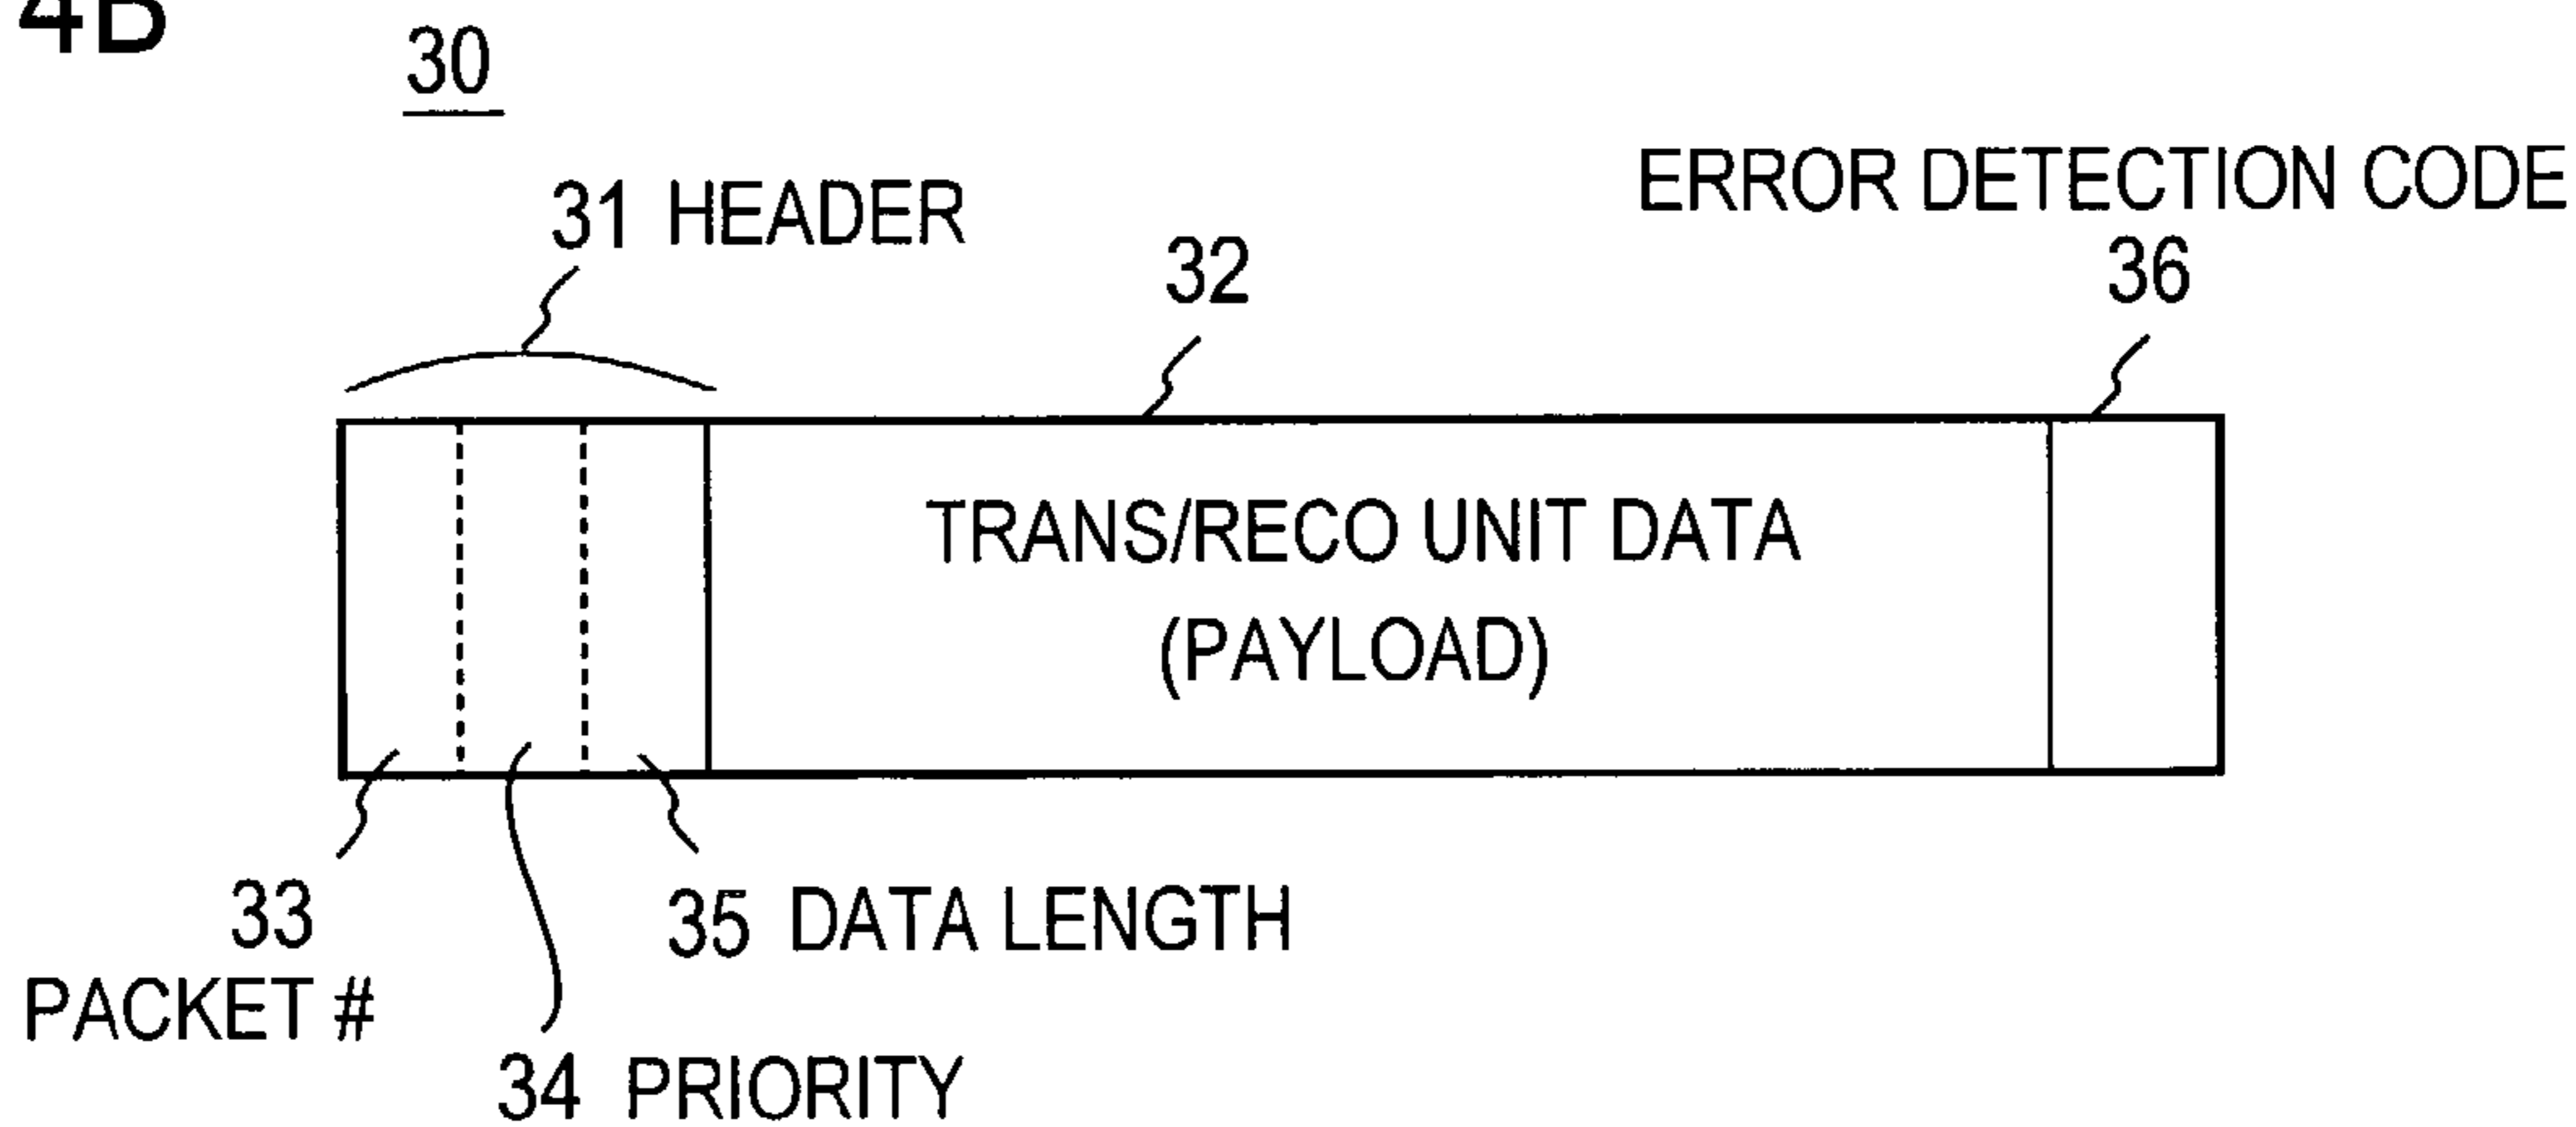 4B
30
31 HEADER
ERROR DETECTION CODE
32
36
TRANS/RECO UNIT DATA
(PAYLOAD)
33
PACKET #
35 DATA LENGTH
34 PRIORITY